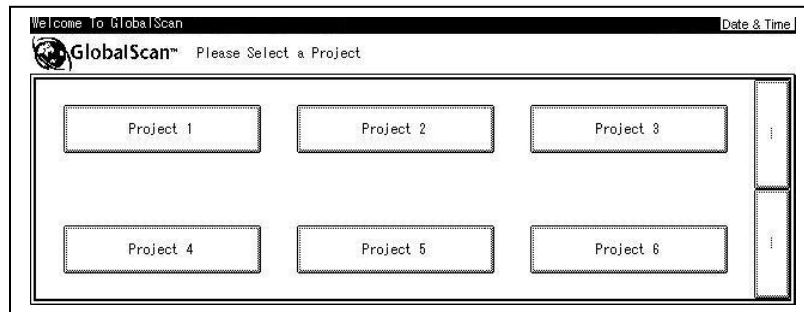 Welcome To GlobalScan Date & Time
GlobalScan™ Please Select a Project
Project 1 Project 2 Project 3
Project 4 Project 5 Project 6